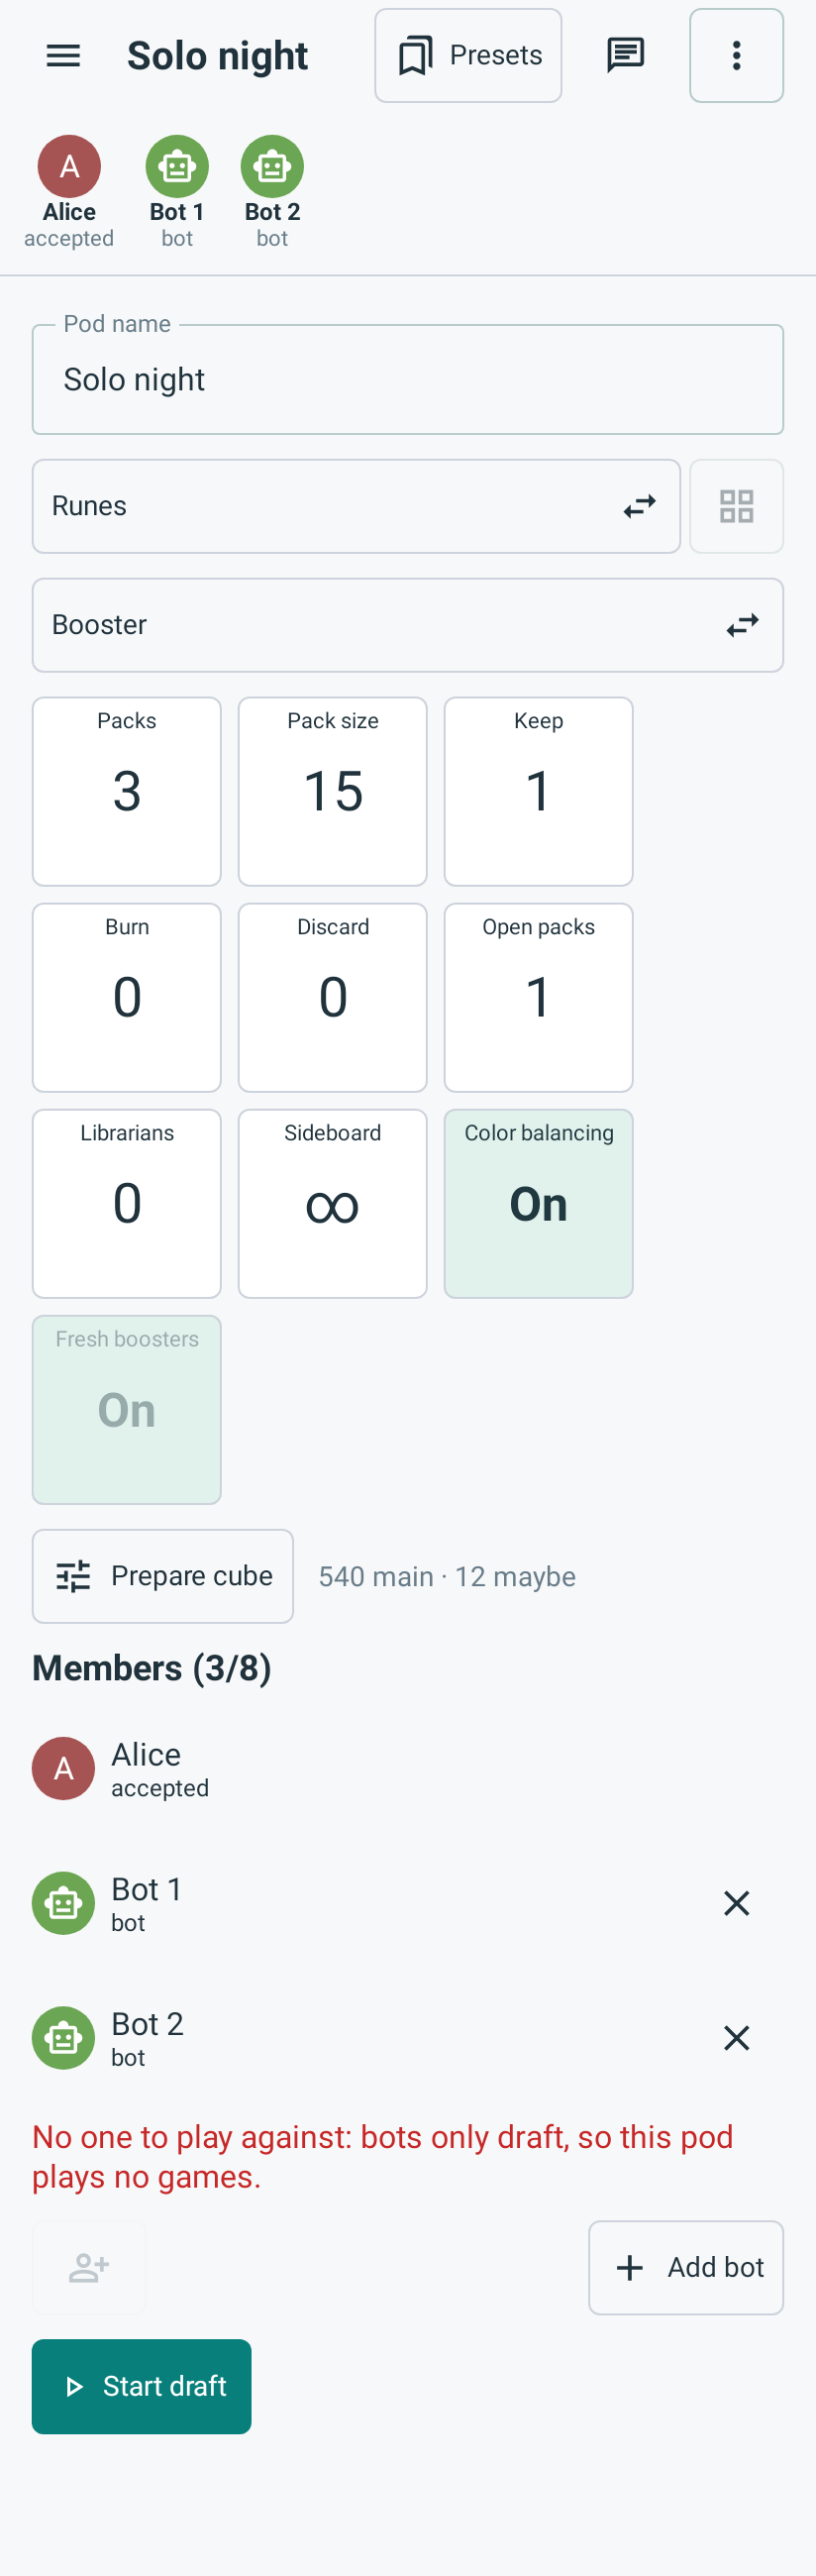 Solo night
Presets
A
Alice
accepted
Bot 1
bot
Bot 2
bot
Pod name
Solo night
Runes
Booster
Packs
3
Pack size
15
Keep
1
Burn
0
Discard
0
Open packs
1
Librarians
0
Sideboard
∞
Color balancing
On
Fresh boosters
On
Prepare cube
540 main · 12 maybe
Members (3/8)
A
Alice
accepted
Bot 1
bot
Bot 2
bot
No one to play against: bots only draft, so this pod
plays no games.
Add bot
Start draft